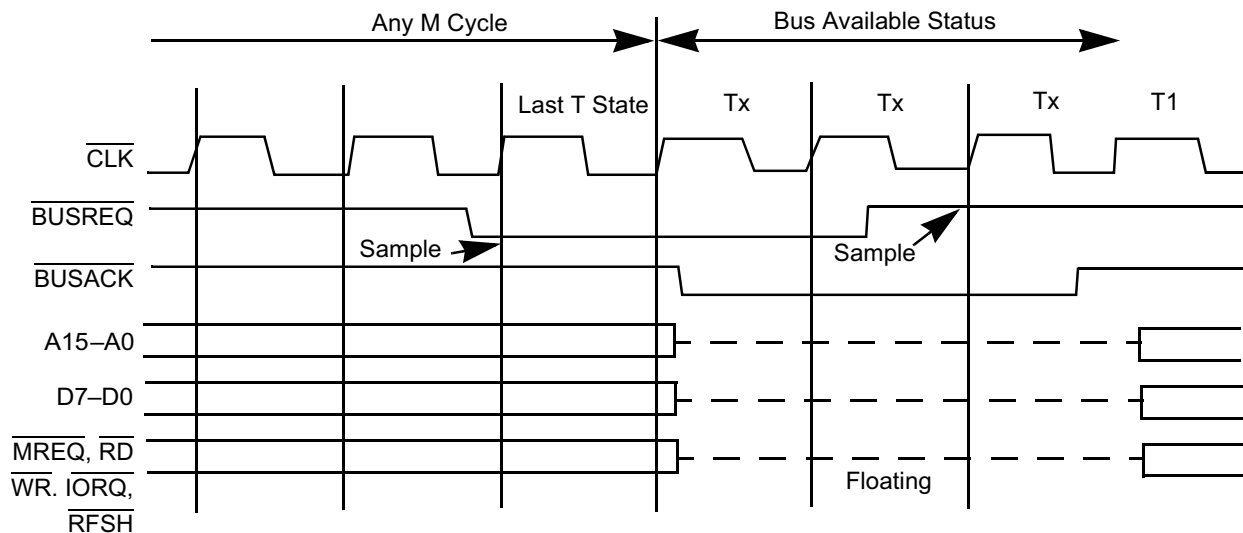 Any M Cycle
Bus Available Status
Last T State
Tx
Tx
Tx
T1
CLK
BUSREQ
Sample
Sample
BUSACK
A15–A0
D7–D0
MREQ, RD
WR. IORQ,
RFSH
Floating